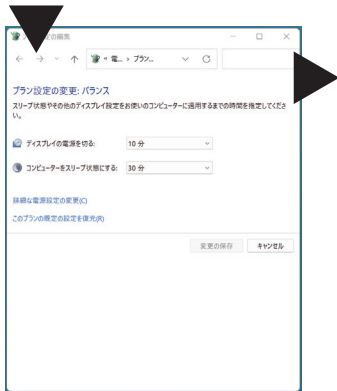 の編集
電... › プラン...
プラン設定の変更: バランス
スリープ状態やその他のディスプレイ設定をお使いのコンピューターに適用するまでの時間を指定してくださ
い。
ディスプレイの電源を切る: 10 分
コンピューターをスリープ状態にする: 30 分
詳細な電源設定の変更(C)
このプランの既定の設定を復元(R)
変更の保存 キャンセル